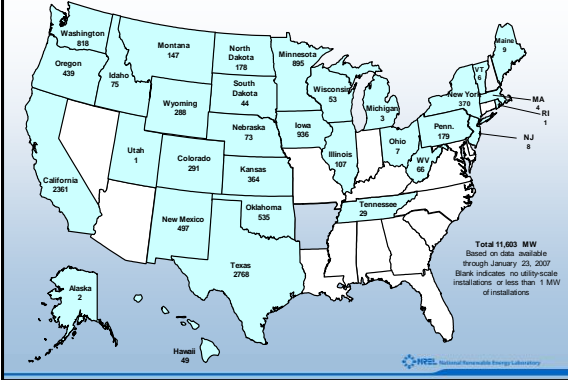 Washington
818
Oregon
439
Idaho
75
Montana
147
North
Dakota
178
Minnesota
895
South
Dakota
44
Wisconsin
53
Michigan
3
Maine
9
VT
6
New York
370
MA
4
RI
1
NJ
8
Wyoming
288
Nebraska
73
Iowa
936
Illinois
107
Ohio
7
Penn.
179
WV
66
Utah
1
Colorado
291
Kansas
364
California
2361
New Mexico
497
Oklahoma
535
Tennessee
29
Texas
2768
Alaska
2
Hawaii
49
Total 11,603 MW
Based on data available
through January 23, 2007
Blank indicates no utility-scale
installations or less than 1 MW
of installations
NREL National Renewable Energy Laboratory